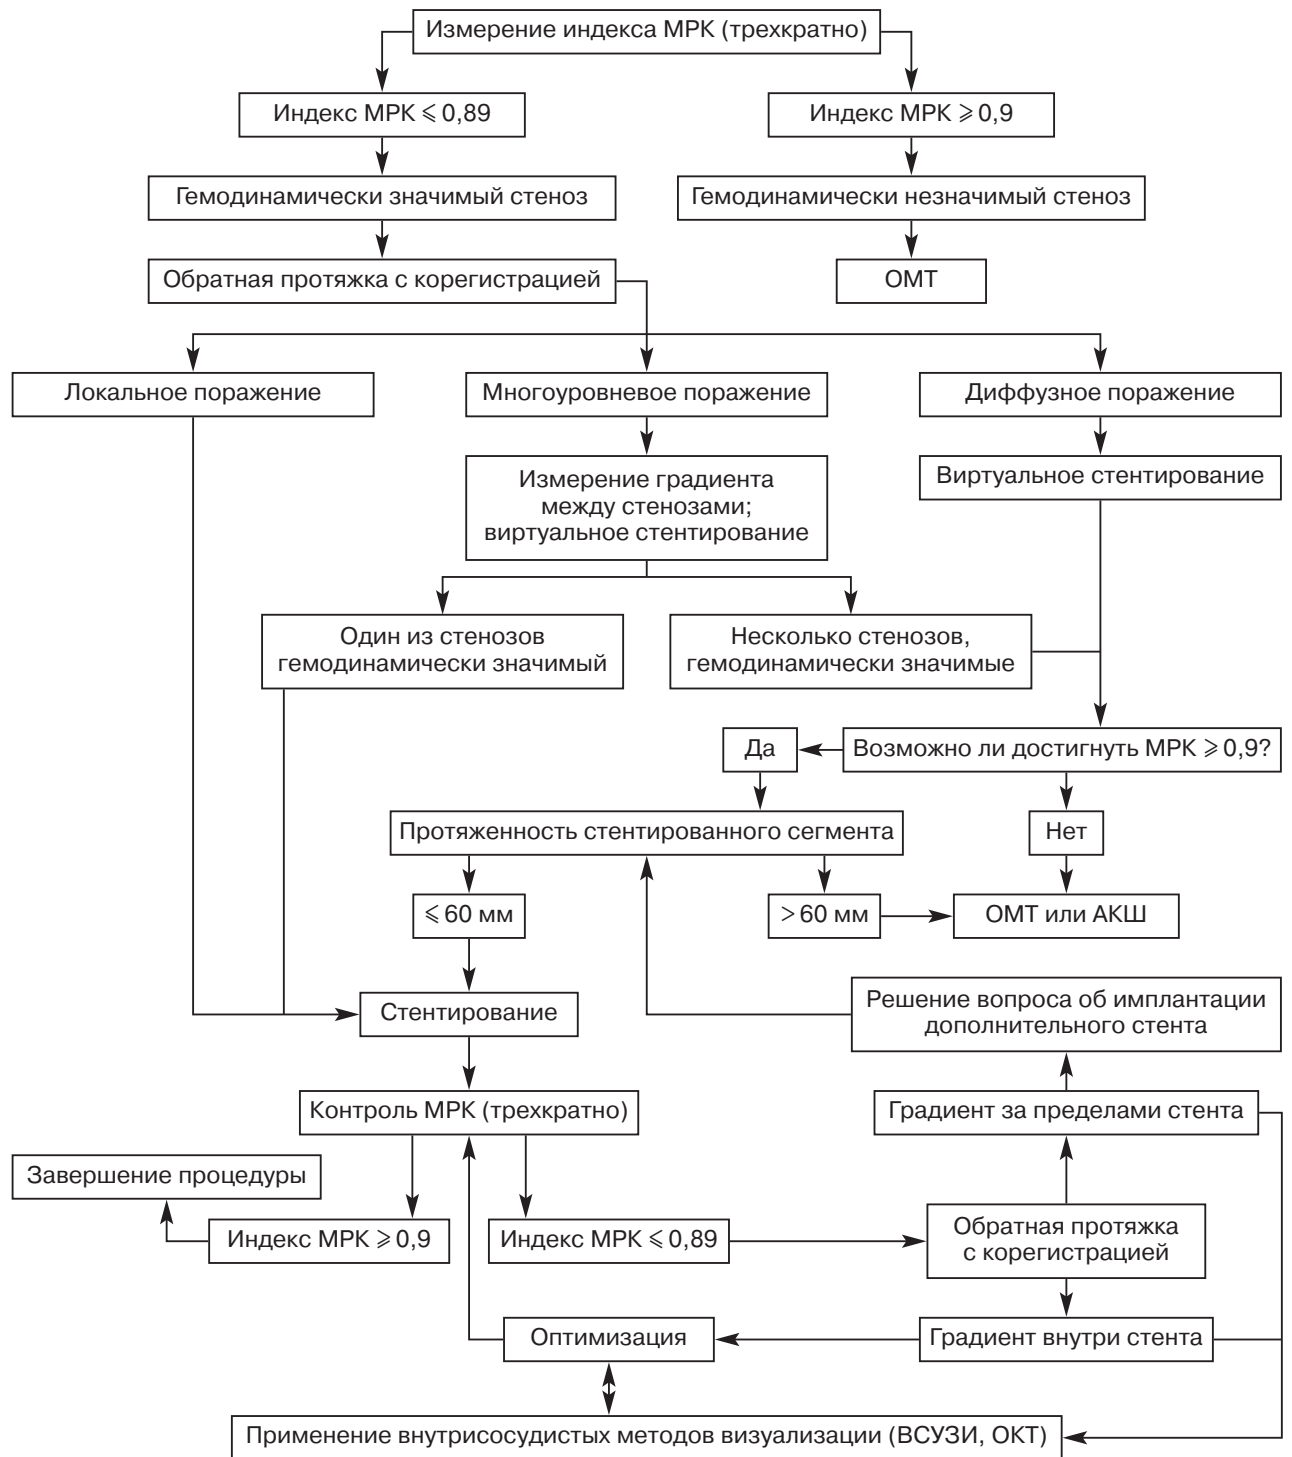 Измерение индекса МРК (трехкратно)
Индекс МРК ⩽ 0,89
Индекс МРК ⩾ 0,9
Гемодинамически значимый стеноз
Гемодинамически незначимый стеноз
Обратная протяжка с корегистрацией
ОМТ
Локальное поражение
Многоуровневое поражение
Диффузное поражение
Измерение градиента
между стенозами;
виртуальное стентирование
Виртуальное стентирование
Один из стенозов
гемодинамически значимый
Несколько стенозов,
гемодинамически значимые
Да
Возможно ли достигнуть МРК ⩾ 0,9?
Протяженность стентированного сегмента
Нет
⩽ 60 мм
> 60 мм
ОМТ или АКШ
Стентирование
Решение вопроса об имплантации
дополнительного стента
Контроль МРК (трехкратно)
Градиент за пределами стента
Завершение процедуры
Индекс МРК ⩾ 0,9
Индекс МРК ⩽ 0,89
Обратная протяжка
с корегистрацией
Оптимизация
Градиент внутри стента
Применение внутрисосудистых методов визуализации (ВСУЗИ, ОКТ)